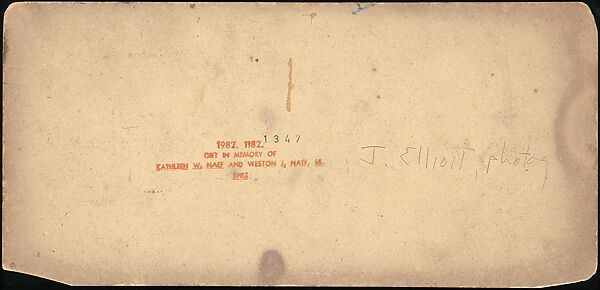 1982. 1182. 1347
GIFT IN MEMORY OF
KATHLEEN W. NAEF AND WESTON J. NAEF, SR.
1982
J. Elliott, photog